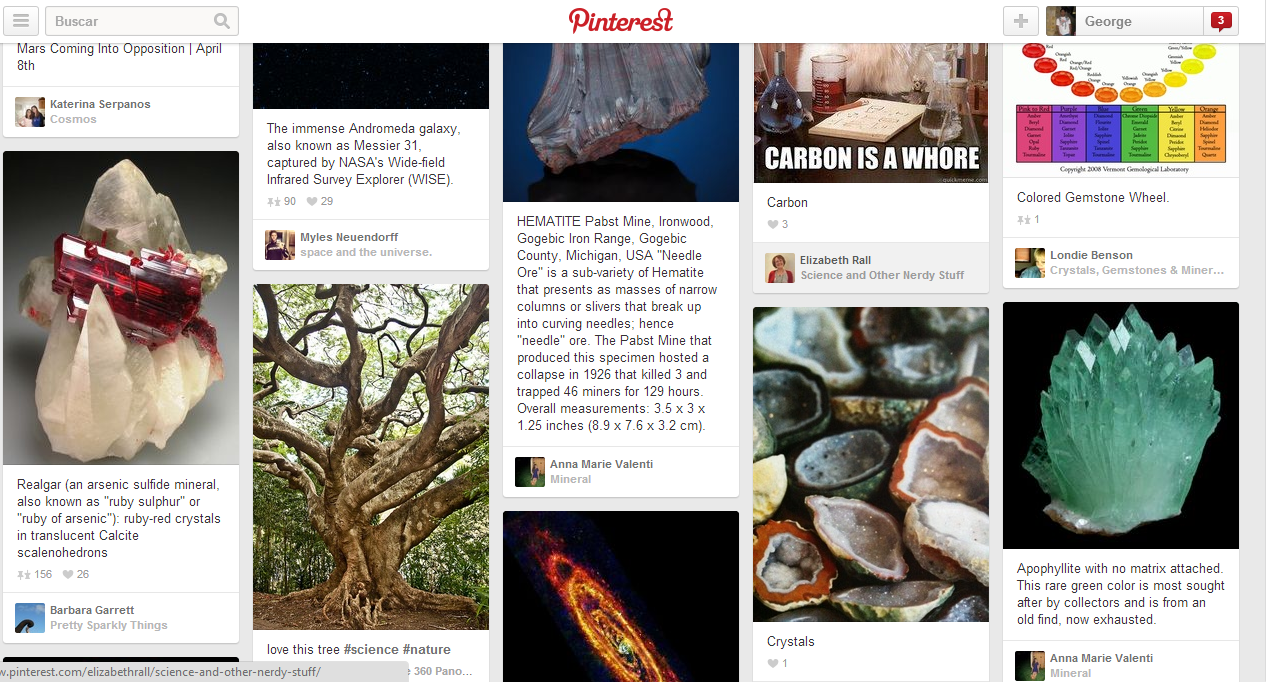 Buscar
Pinterest
George
3
Mars Coming Into Opposition | April
8th
Katerina Serpanos
Cosmos
Realgar (an arsenic sulfide mineral,
also known as "ruby sulphur" or
"ruby of arsenic"): ruby-red crystals
in translucent Calcite
scalenohedrons
156 26
Barbara Garrett
Pretty Sparkly Things
The immense Andromeda galaxy,
also known as Messier 31,
captured by NASA's Wide-field
Infrared Survey Explorer (WISE).
90 29
Myles Neuendorff
space and the universe.
love this tree #science #nature
360 Pano...
HEMATITE Pabst Mine, Ironwood,
Gogebic Iron Range, Gogebic
County, Michigan, USA "Needle
Ore" is a sub-variety of Hematite
that presents as masses of narrow
columns or slivers that break up
into curving needles; hence
"needle" ore. The Pabst Mine that
produced this specimen hosted a
collapse in 1926 that killed 3 and
trapped 46 miners for 129 hours.
Overall measurements: 3.5 x 3 x
1.25 inches (8.9 x 7.6 x 3.2 cm).
Anna Marie Valenti
Mineral
CARBON IS A WHORE
quickmeme.com
Carbon
3
Elizabeth Rall
Science and Other Nerdy Stuff
Crystals
1
Pink to Red Purple Blue Green Yellow Orange
Copyright 2008 Vermont Gemological Laboratory
Colored Gemstone Wheel.
1
Londie Benson
Crystals, Gemstones & Miner...
Apophyllite with no matrix attached.
This rare green color is most sought
after by collectors and is from an
old find, now exhausted.
Anna Marie Valenti
Mineral
w.pinterest.com/elizabethrall/science-and-other-nerdy-stuff/